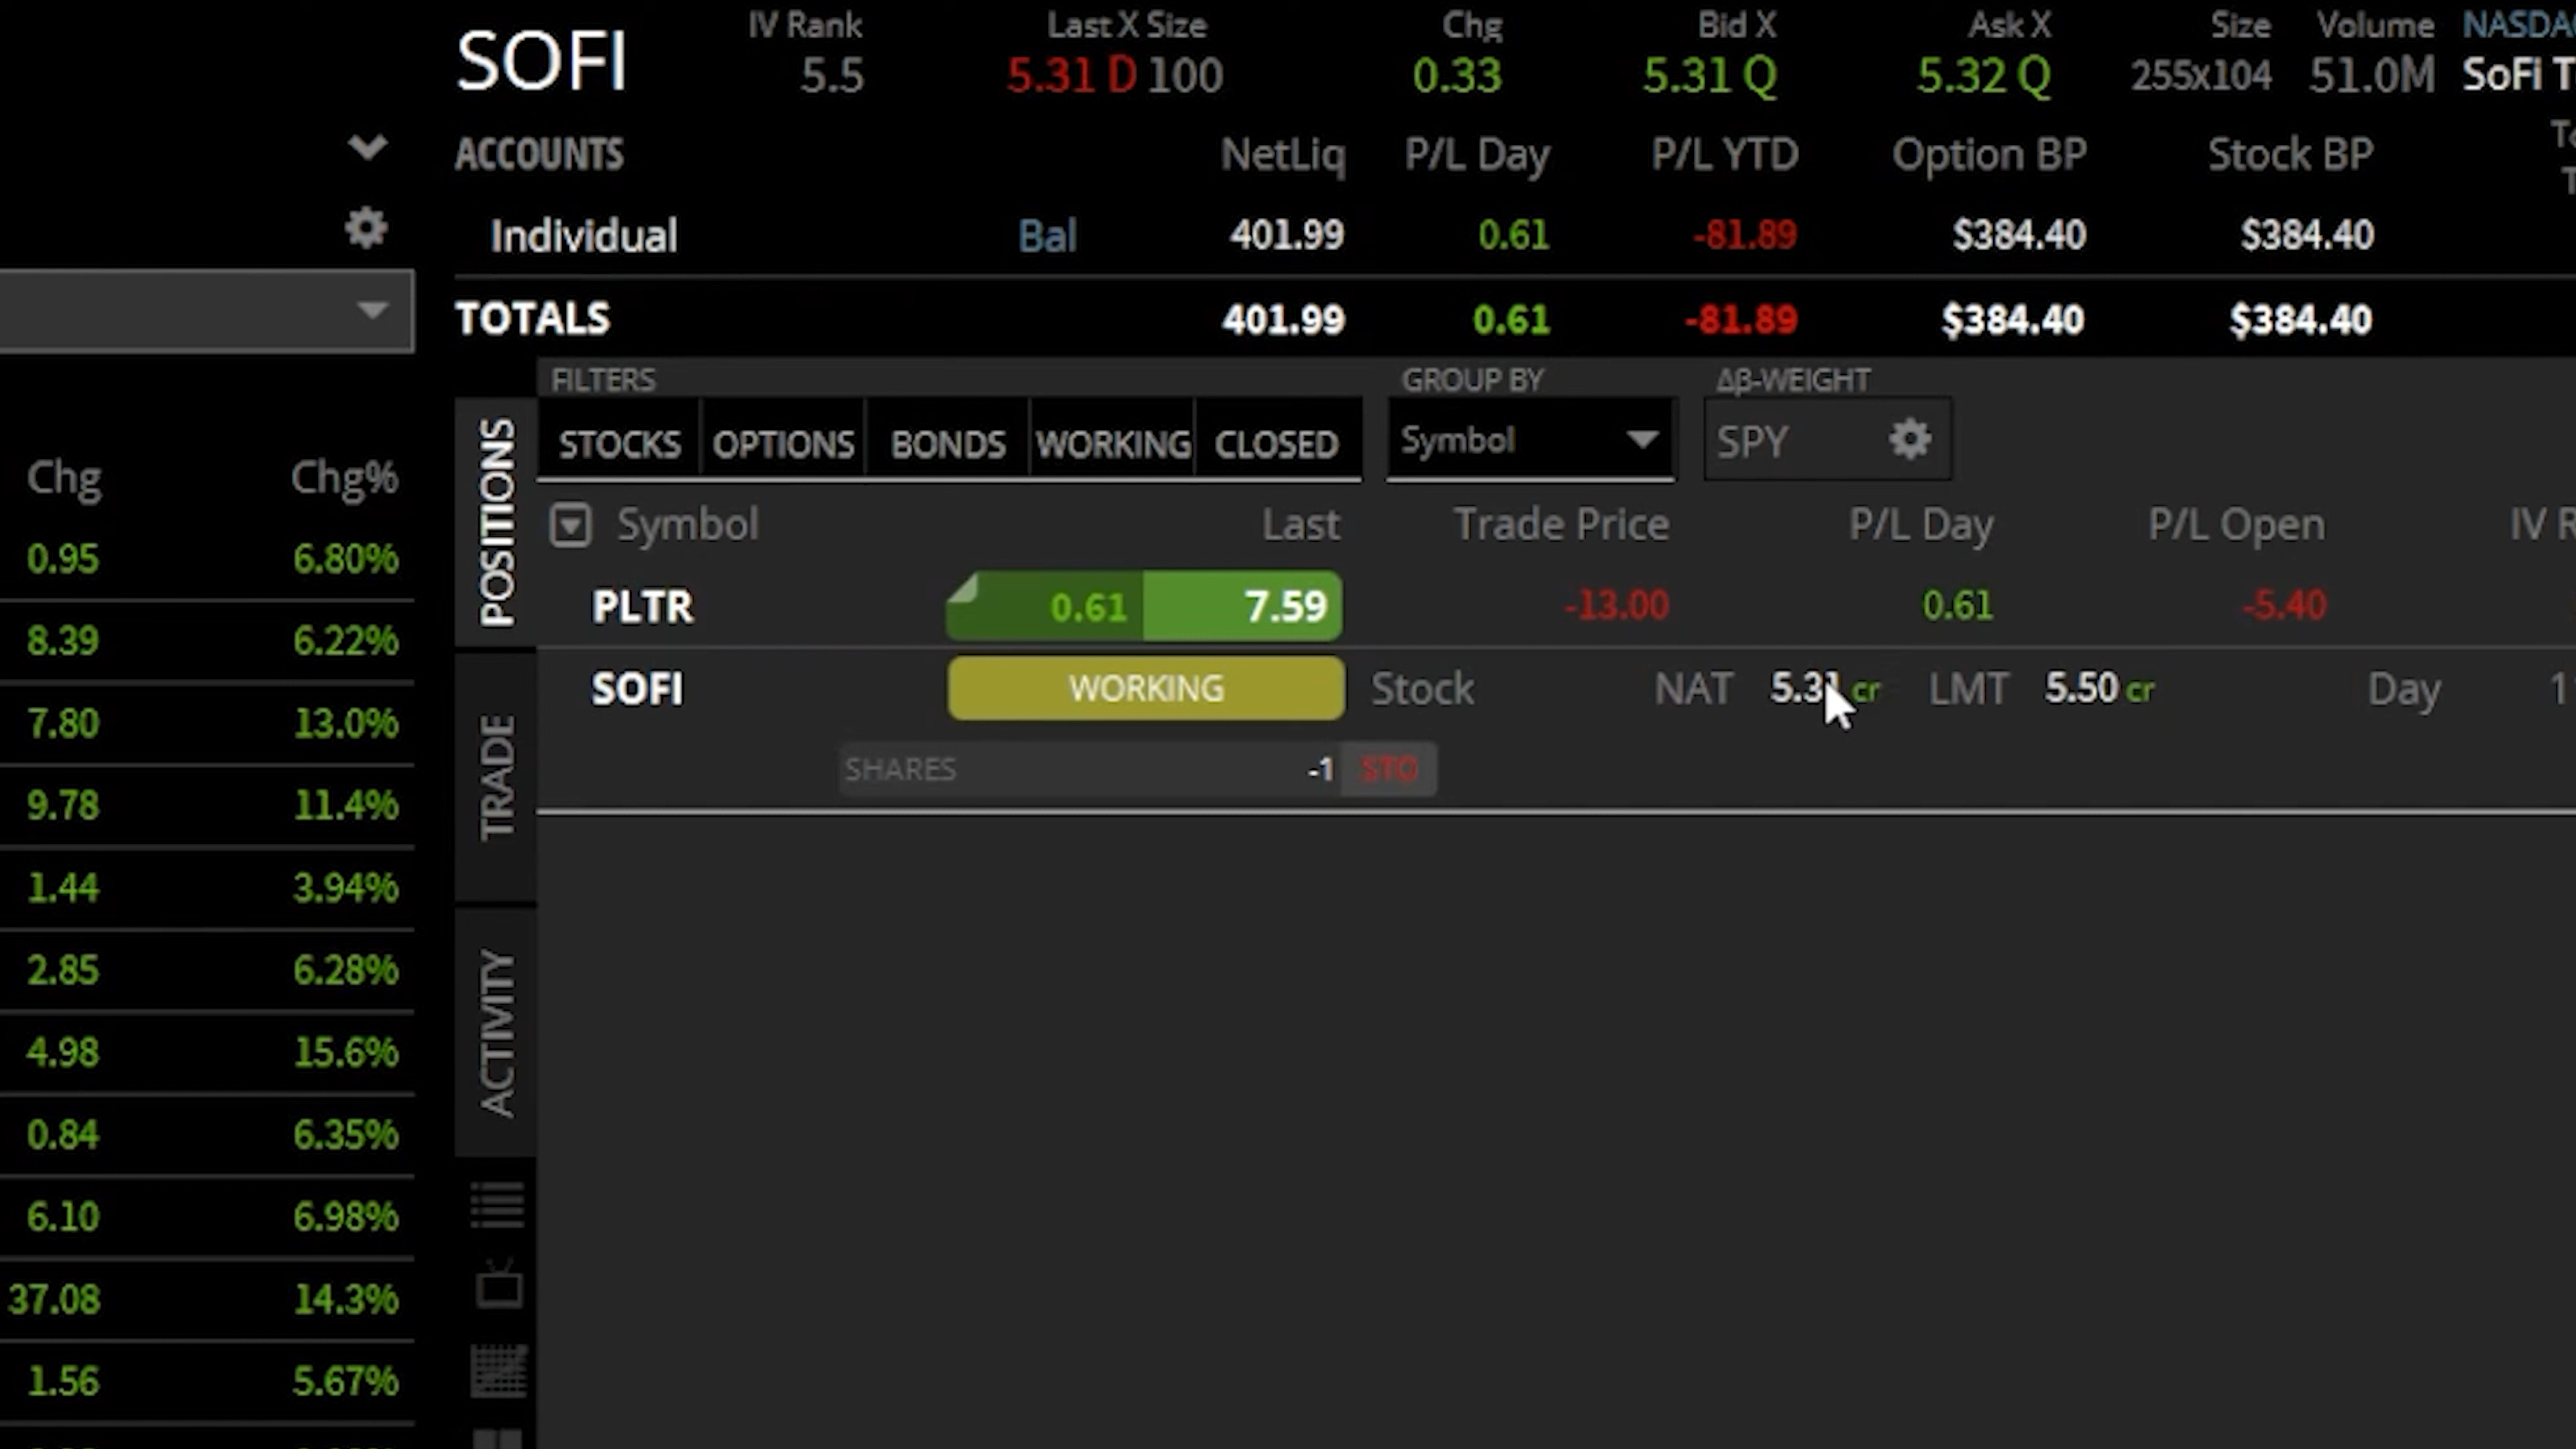 SOFI
IV Rank Last X Size Chg Bid X Ask X Size Volume
5.5 5.31 D 100 0.33 5.31 Q 5.32 Q 255x104 51.0M SoFi
ACCOUNTS NetLiq P/L Day P/L YTD Option BP Stock BP
Individual Bal 401.99 0.61 -81.89 $384.40 $384.40
TOTALS 401.99 0.61 -81.89 $384.40 $384.40
FILTERS GROUP BY Δβ-WEIGHT
STOCKS OPTIONS BONDS WORKING CLOSED Symbol SPY
Symbol Last Trade Price P/L Day P/L Open IV
PLTR 0.61 7.59 -13.00 0.61 -5.40
SOFI WORKING Stock NAT 5.31 cr LMT 5.50 cr Day
SHARES -1 STO
POSITIONS
TRADE
ACTIVITY
Chg Chg%
0.95 6.80%
8.39 6.22%
7.80 13.0%
9.78 11.4%
1.44 3.94%
2.85 6.28%
4.98 15.6%
0.84 6.35%
6.10 6.98%
37.08 14.3%
1.56 5.67%